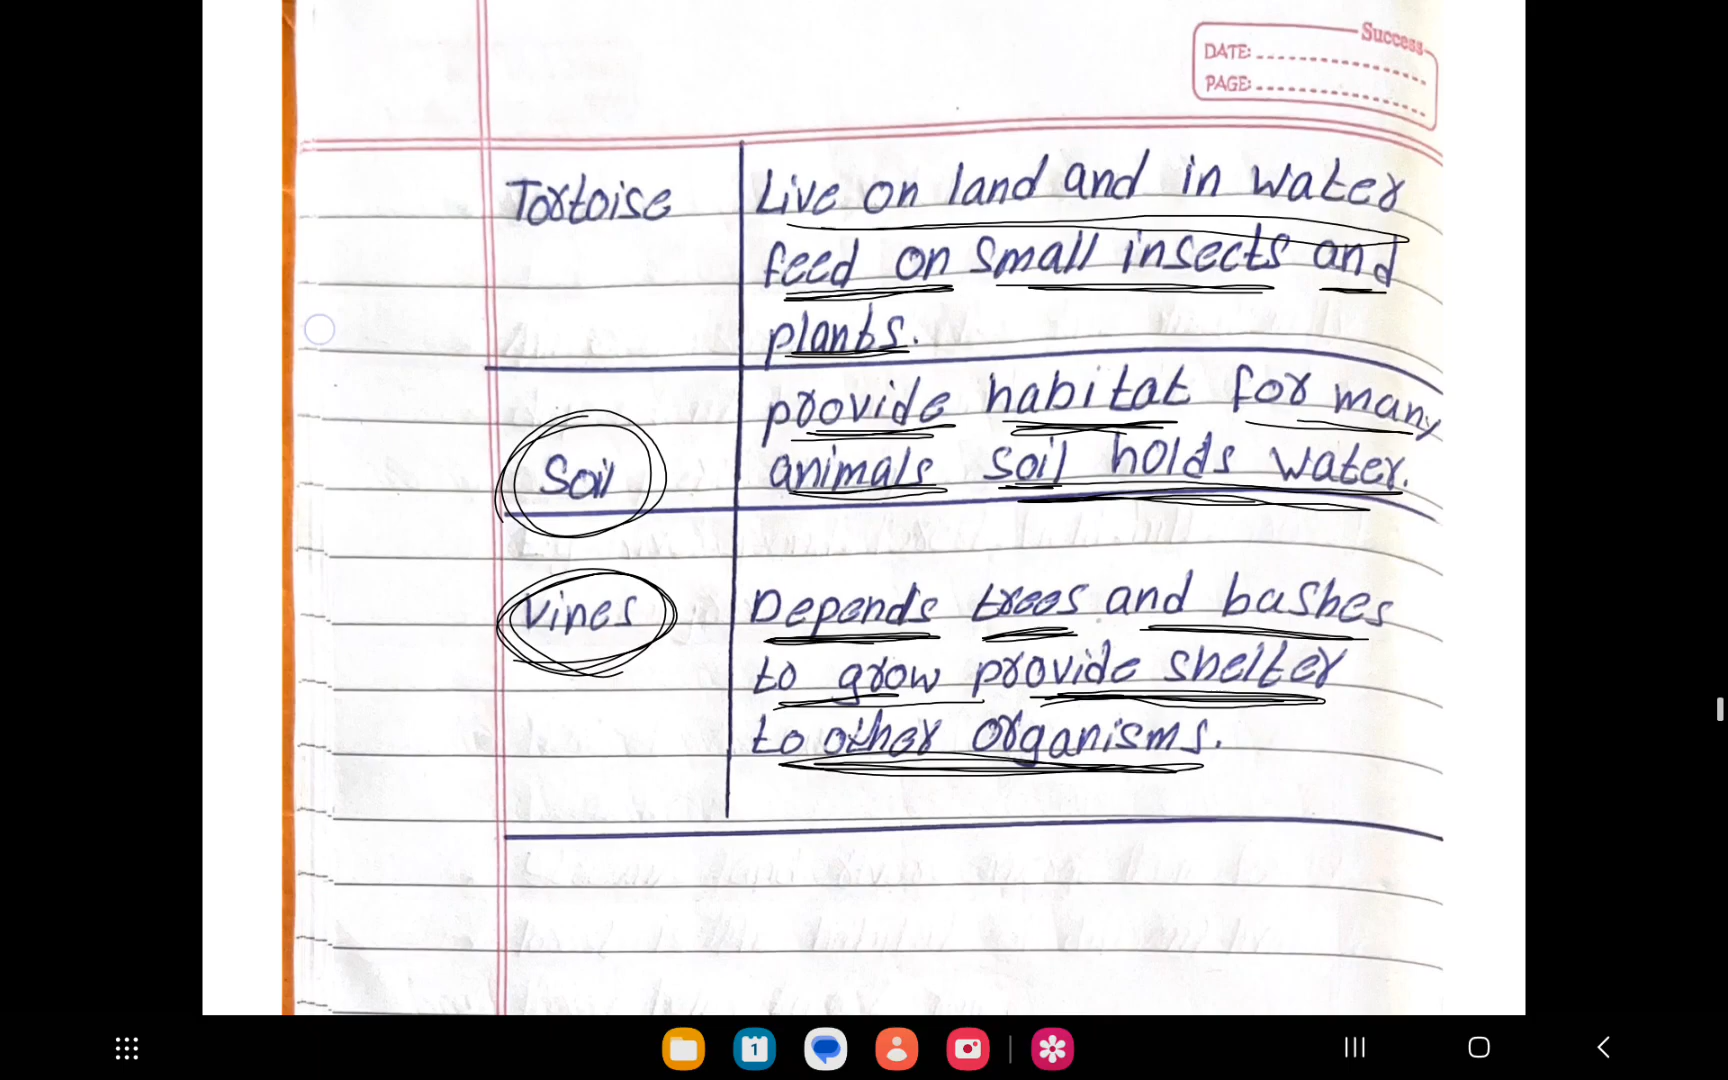 Success
DATE:
PAGE:
Tortoise
Live on land and in water
feed on small insects and
plants.
Soil
provide habitat for many
animals soil holds water.
Vines
Depends trees and bushes
to grow provide shelter
to other organisms.
1